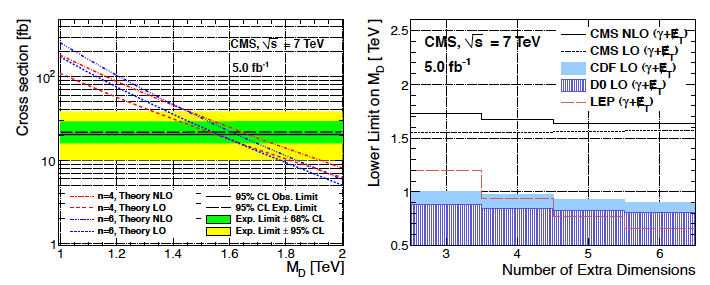 Cross section [fb]
CMS, √s = 7 TeV
5.0 fb⁻¹
10²
10
1
n=4, Theory NLO
n=4, Theory LO
n=6, Theory NLO
n=6, Theory LO
95% CL Obs. Limit
95% CL Exp. Limit
Exp. Limit ± 68% CL
Exp. Limit ± 95% CL
1 1.2 1.4 1.6 1.8 2
M_D [TeV]
Lower Limit on M_D [ TeV ]
CMS, √s = 7 TeV
5.0 fb⁻¹
CMS NLO (γ+E̸_T)
CMS LO (γ+E̸_T)
CDF LO (γ+E̸_T)
D0 LO (γ+E̸_T)
LEP (γ+E̸_T)
2.5
2
1.5
1
0.5
3 4 5 6
Number of Extra Dimensions